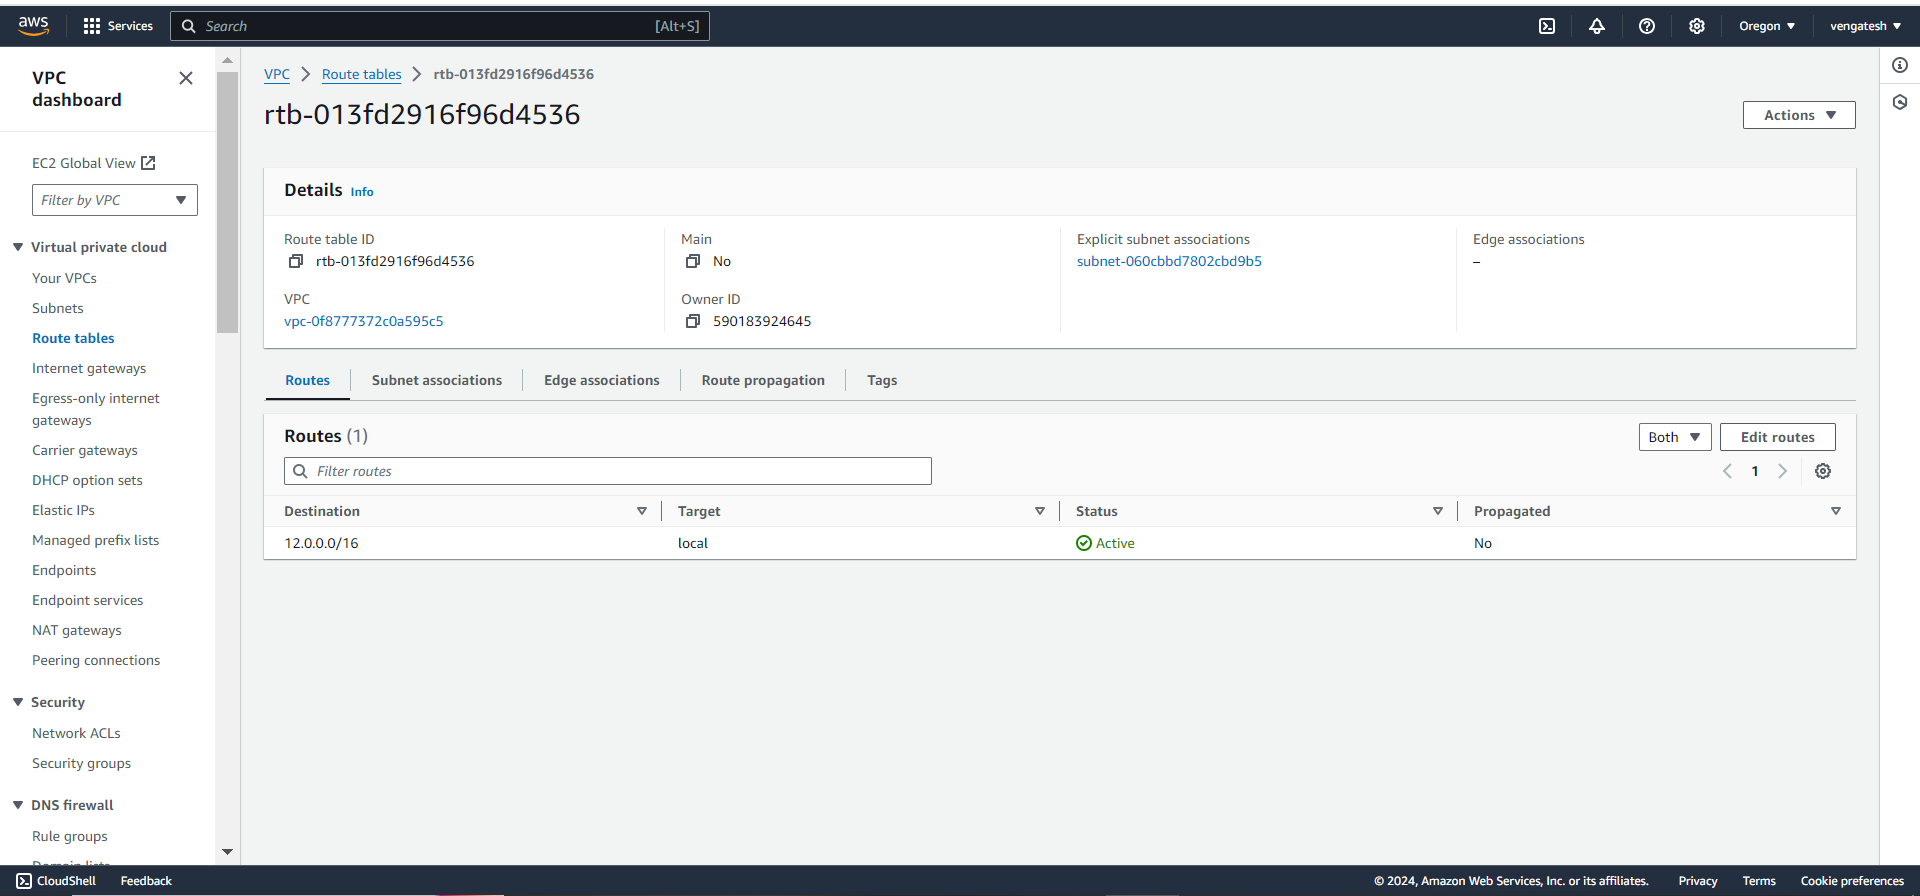 aws Services Search [Alt+S] Oregon vengatesh
VPC dashboard
EC2 Global View
Filter by VPC
Virtual private cloud
Your VPCs
Subnets
Route tables
Internet gateways
Egress-only internet
gateways
Carrier gateways
DHCP option sets
Elastic IPs
Managed prefix lists
Endpoints
Endpoint services
NAT gateways
Peering connections
Security
Network ACLs
Security groups
DNS firewall
Rule groups
Domain lists
VPC Route tables rtb-013fd2916f96d4536
rtb-013fd2916f96d4536
Actions
Details Info
Route table ID
rtb-013fd2916f96d4536
VPC
vpc-0f8777372c0a595c5
Main
No
Owner ID
590183924645
Explicit subnet associations
subnet-060cbbd7802cbd9b5
Edge associations
–
Routes Subnet associations Edge associations Route propagation Tags
Routes (1)
Both Edit routes
Filter routes
1
Destination Target Status Propagated
12.0.0.0/16 local Active No
CloudShell Feedback © 2024, Amazon Web Services, Inc. or its affiliates. Privacy Terms Cookie preferences